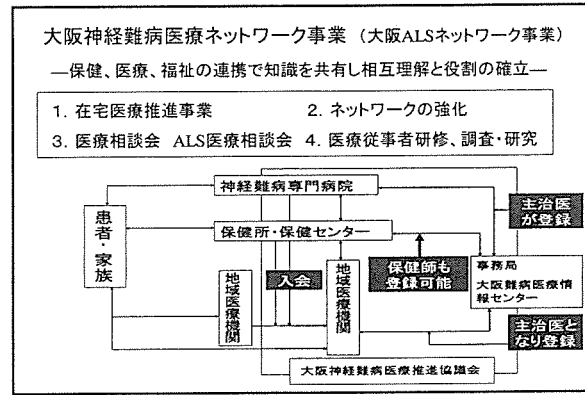 大阪神経難病医療ネットワーク事業 (大阪ALSネットワーク事業)
―保健、医療、福祉の連携で知識を共有し相互理解と役割の確立―
1. 在宅医療推進事業
2. ネットワークの強化
3. 医療相談会 ALS医療相談会
4. 医療従事者研修、調査・研究
神経難病専門病院
主治医
が登録
患者・家族
保健所・保健センター
地域医療機関
入会
地域医療機関
保健師も
登録可能
事務局
大阪難病医療情
報センター
主治医と
なり登録
大阪神経難病医療推進協議会